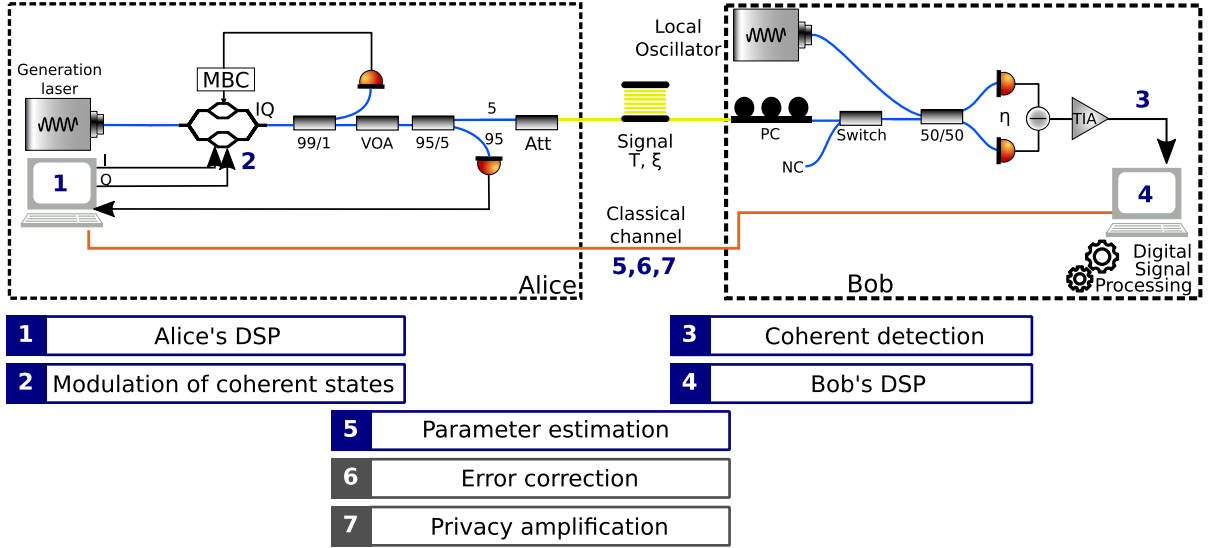 Generation
laser
MBC
IQ
I
Q
1
2
99/1
VOA
95/5
5
95
Att
Alice
Signal
T, ξ
Classical
channel
5,6,7
Local
Oscillator
PC
NC
Switch
50/50
η
TIA
3
4
Digital
Signal
Processing
Bob
1 Alice's DSP
2 Modulation of coherent states
3 Coherent detection
4 Bob's DSP
5 Parameter estimation
6 Error correction
7 Privacy amplification